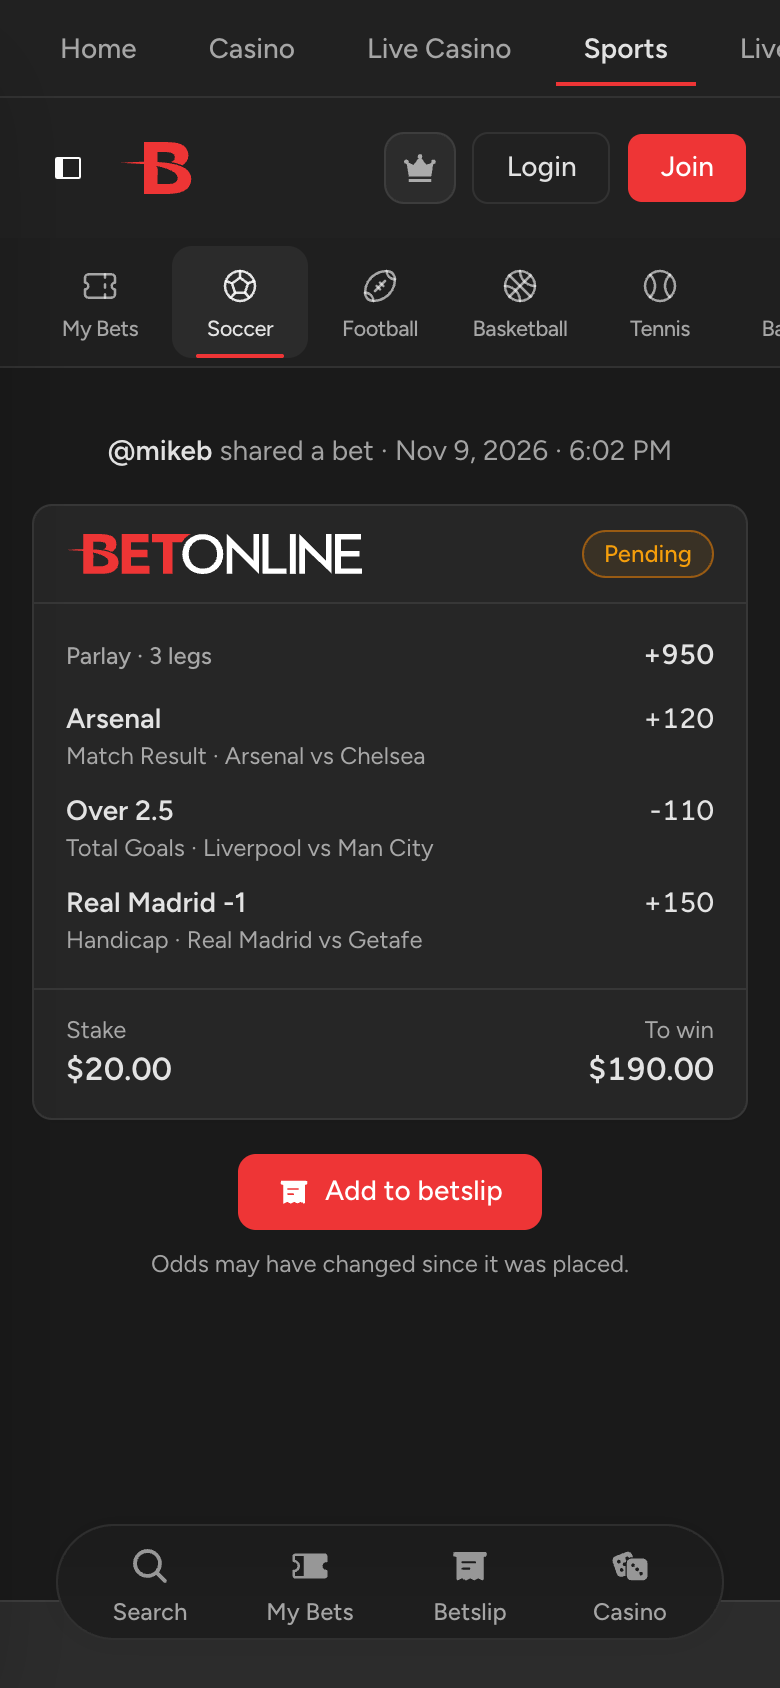 Home Casino Live Casino Sports Live
B Login Join
My Bets Soccer Football Basketball Tennis Ba
@mikeb shared a bet · Nov 9, 2026 · 6:02 PM
BETONLINE Pending
Parlay · 3 legs +950
Arsenal +120
Match Result · Arsenal vs Chelsea
Over 2.5 -110
Total Goals · Liverpool vs Man City
Real Madrid -1 +150
Handicap · Real Madrid vs Getafe
Stake To win
$20.00 $190.00
Add to betslip
Odds may have changed since it was placed.
Search My Bets Betslip Casino